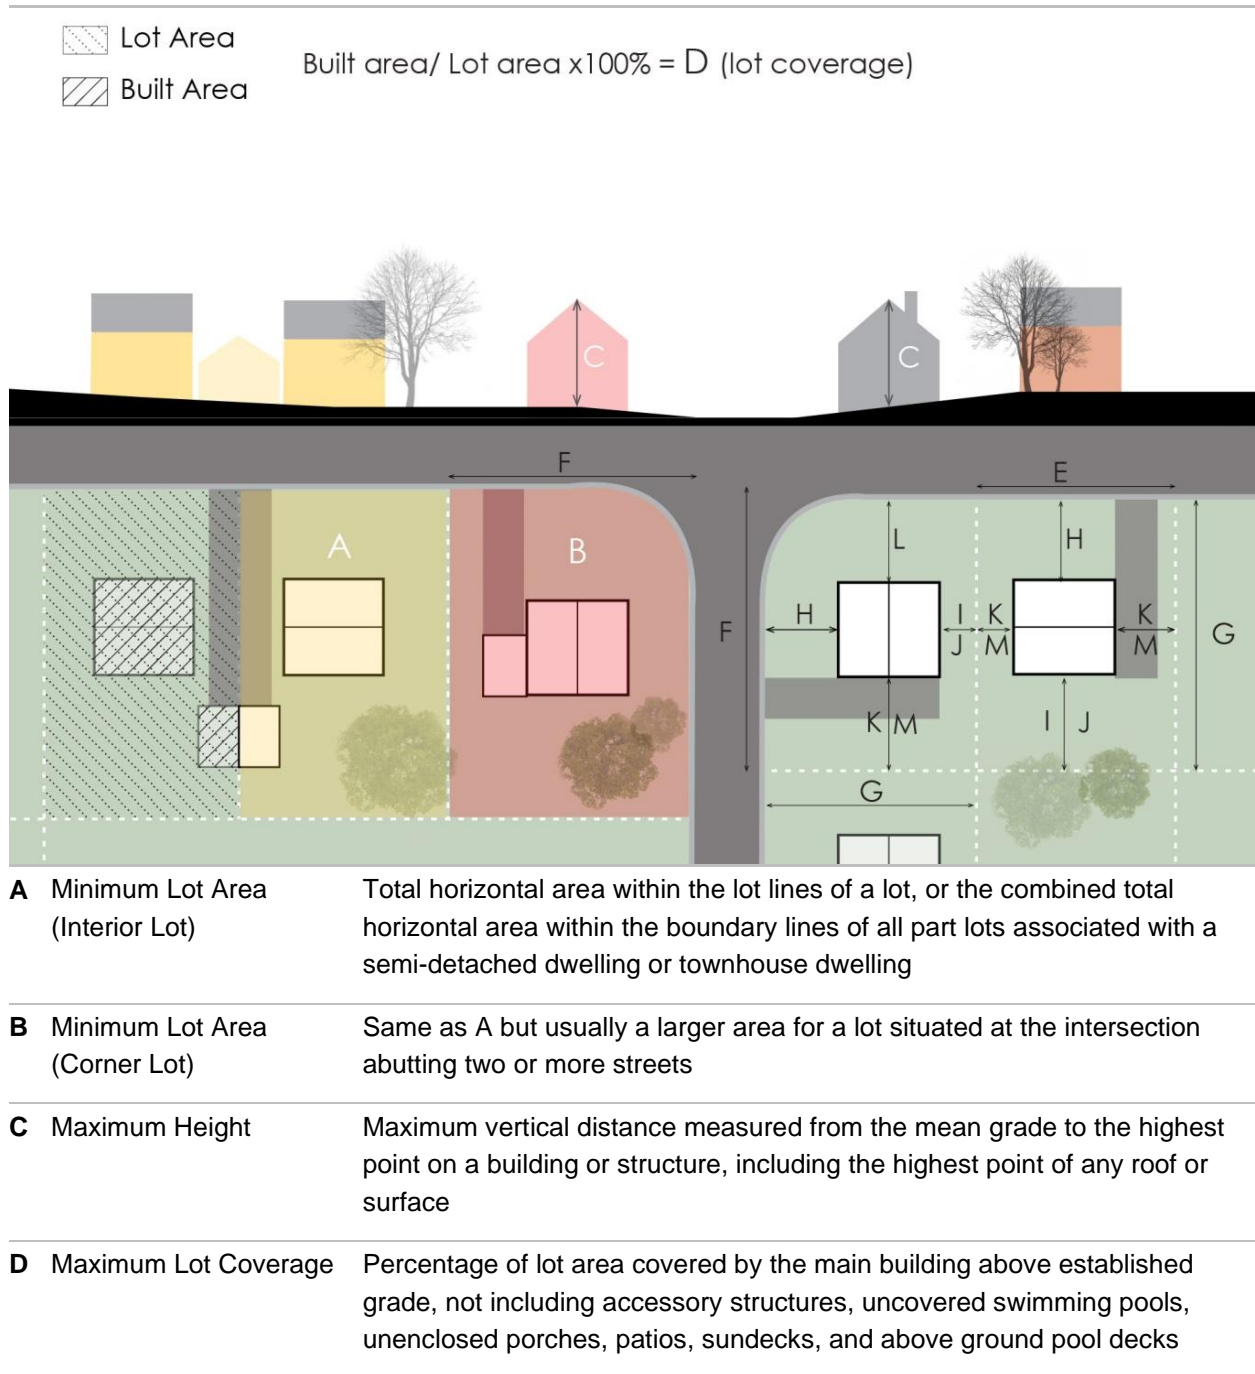 Lot Area
Built area/ Lot area x100% = D (lot coverage)
Built Area
C
C
F
E
A
B
L
H
F
H
I
K
K
G
J
M
M
K M
I J
G
A Minimum Lot Area Total horizontal area within the lot lines of a lot, or the combined total
(Interior Lot) horizontal area within the boundary lines of all part lots associated with a
semi-detached dwelling or townhouse dwelling
B Minimum Lot Area Same as A but usually a larger area for a lot situated at the intersection
(Corner Lot) abutting two or more streets
C Maximum Height Maximum vertical distance measured from the mean grade to the highest
point on a building or structure, including the highest point of any roof or
surface
D Maximum Lot Coverage Percentage of lot area covered by the main building above established
grade, not including accessory structures, uncovered swimming pools,
unenclosed porches, patios, sundecks, and above ground pool decks